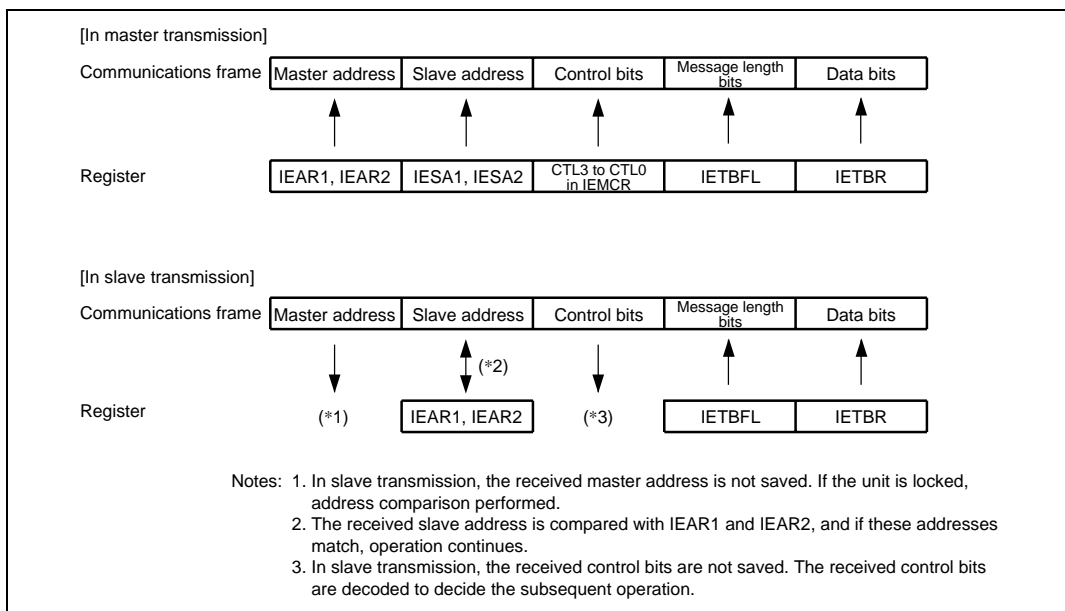 [In master transmission]
Communications frame Master address Slave address Control bits Message length bits Data bits
Register IEAR1, IEAR2 IESA1, IESA2 CTL3 to CTL0 in IEMCR IETBFL IETBR
[In slave transmission]
Communications frame Master address Slave address Control bits Message length bits Data bits
(*2)
Register (*1) IEAR1, IEAR2 (*3) IETBFL IETBR
Notes: 1. In slave transmission, the received master address is not saved. If the unit is locked,
address comparison performed.
2. The received slave address is compared with IEAR1 and IEAR2, and if these addresses
match, operation continues.
3. In slave transmission, the received control bits are not saved. The received control bits
are decoded to decide the subsequent operation.